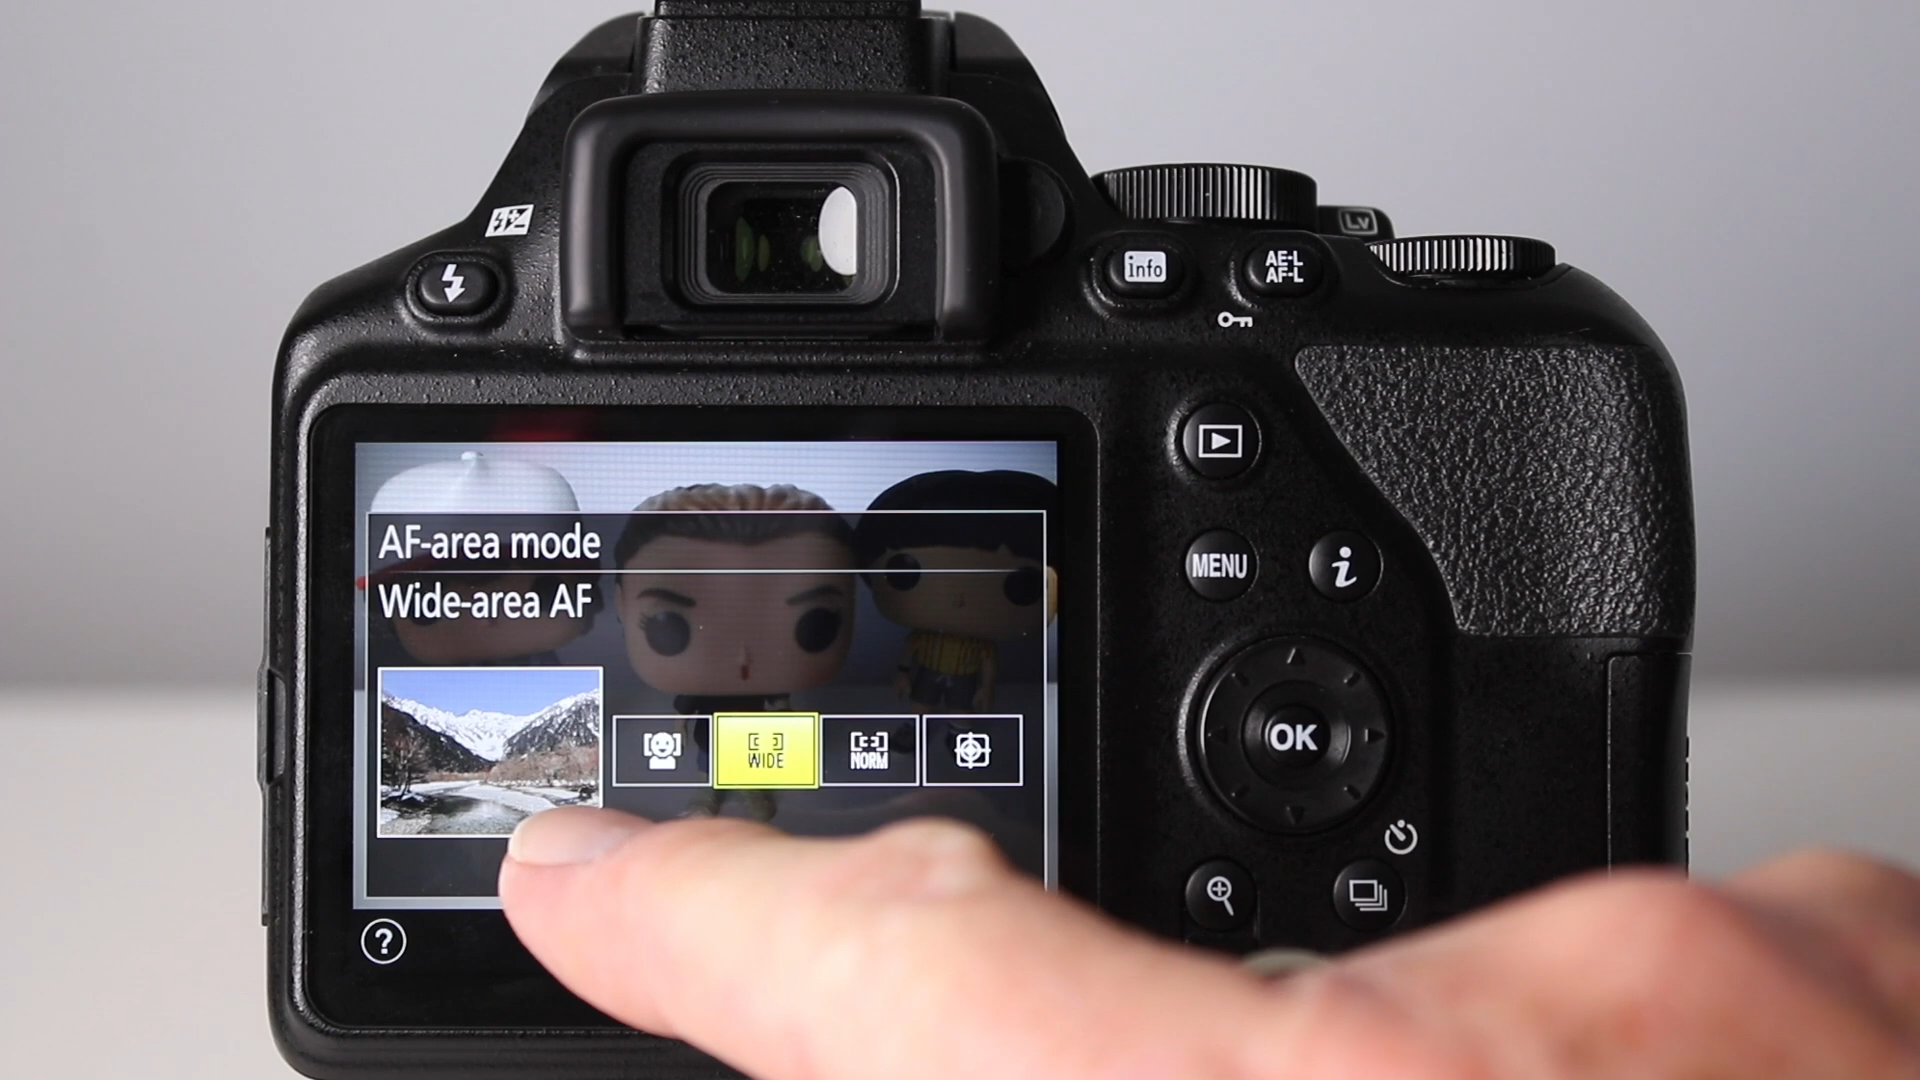 Lv
info
AE-L
AF-L
AF-area mode
Wide-area AF
MENU
i
WIDE
NORM
OK
?